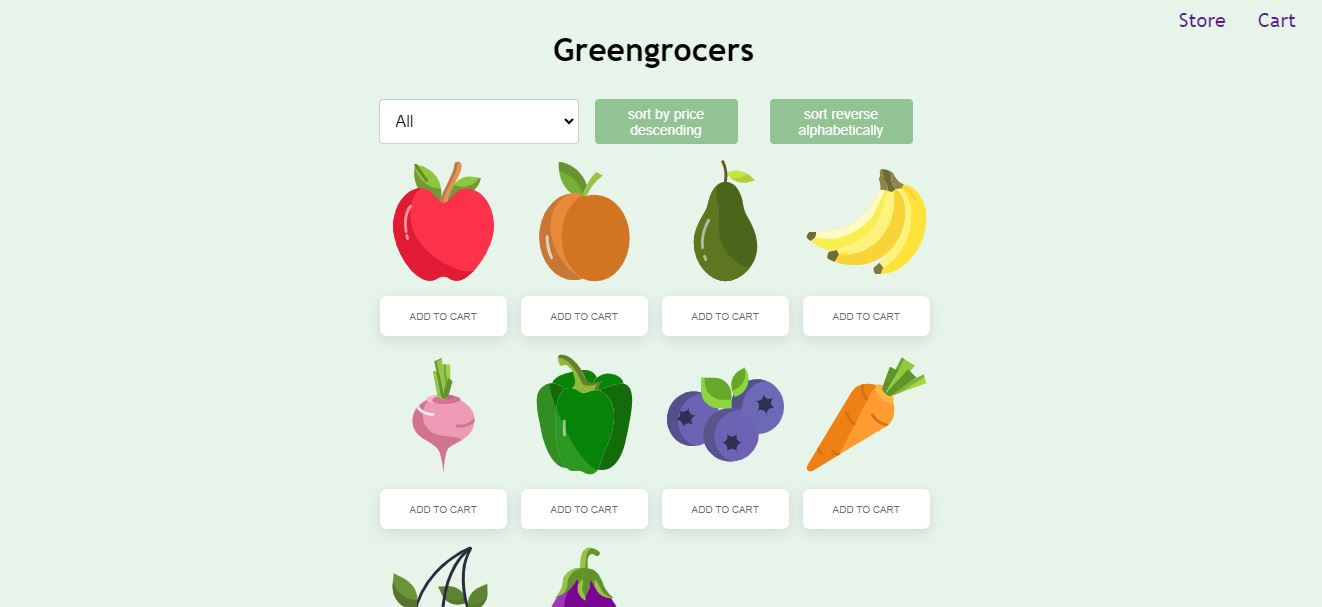 Store Cart
Greengrocers
All
sort by price
descending
sort reverse
alphabetically
ADD TO CART ADD TO CART ADD TO CART ADD TO CART
ADD TO CART ADD TO CART ADD TO CART ADD TO CART